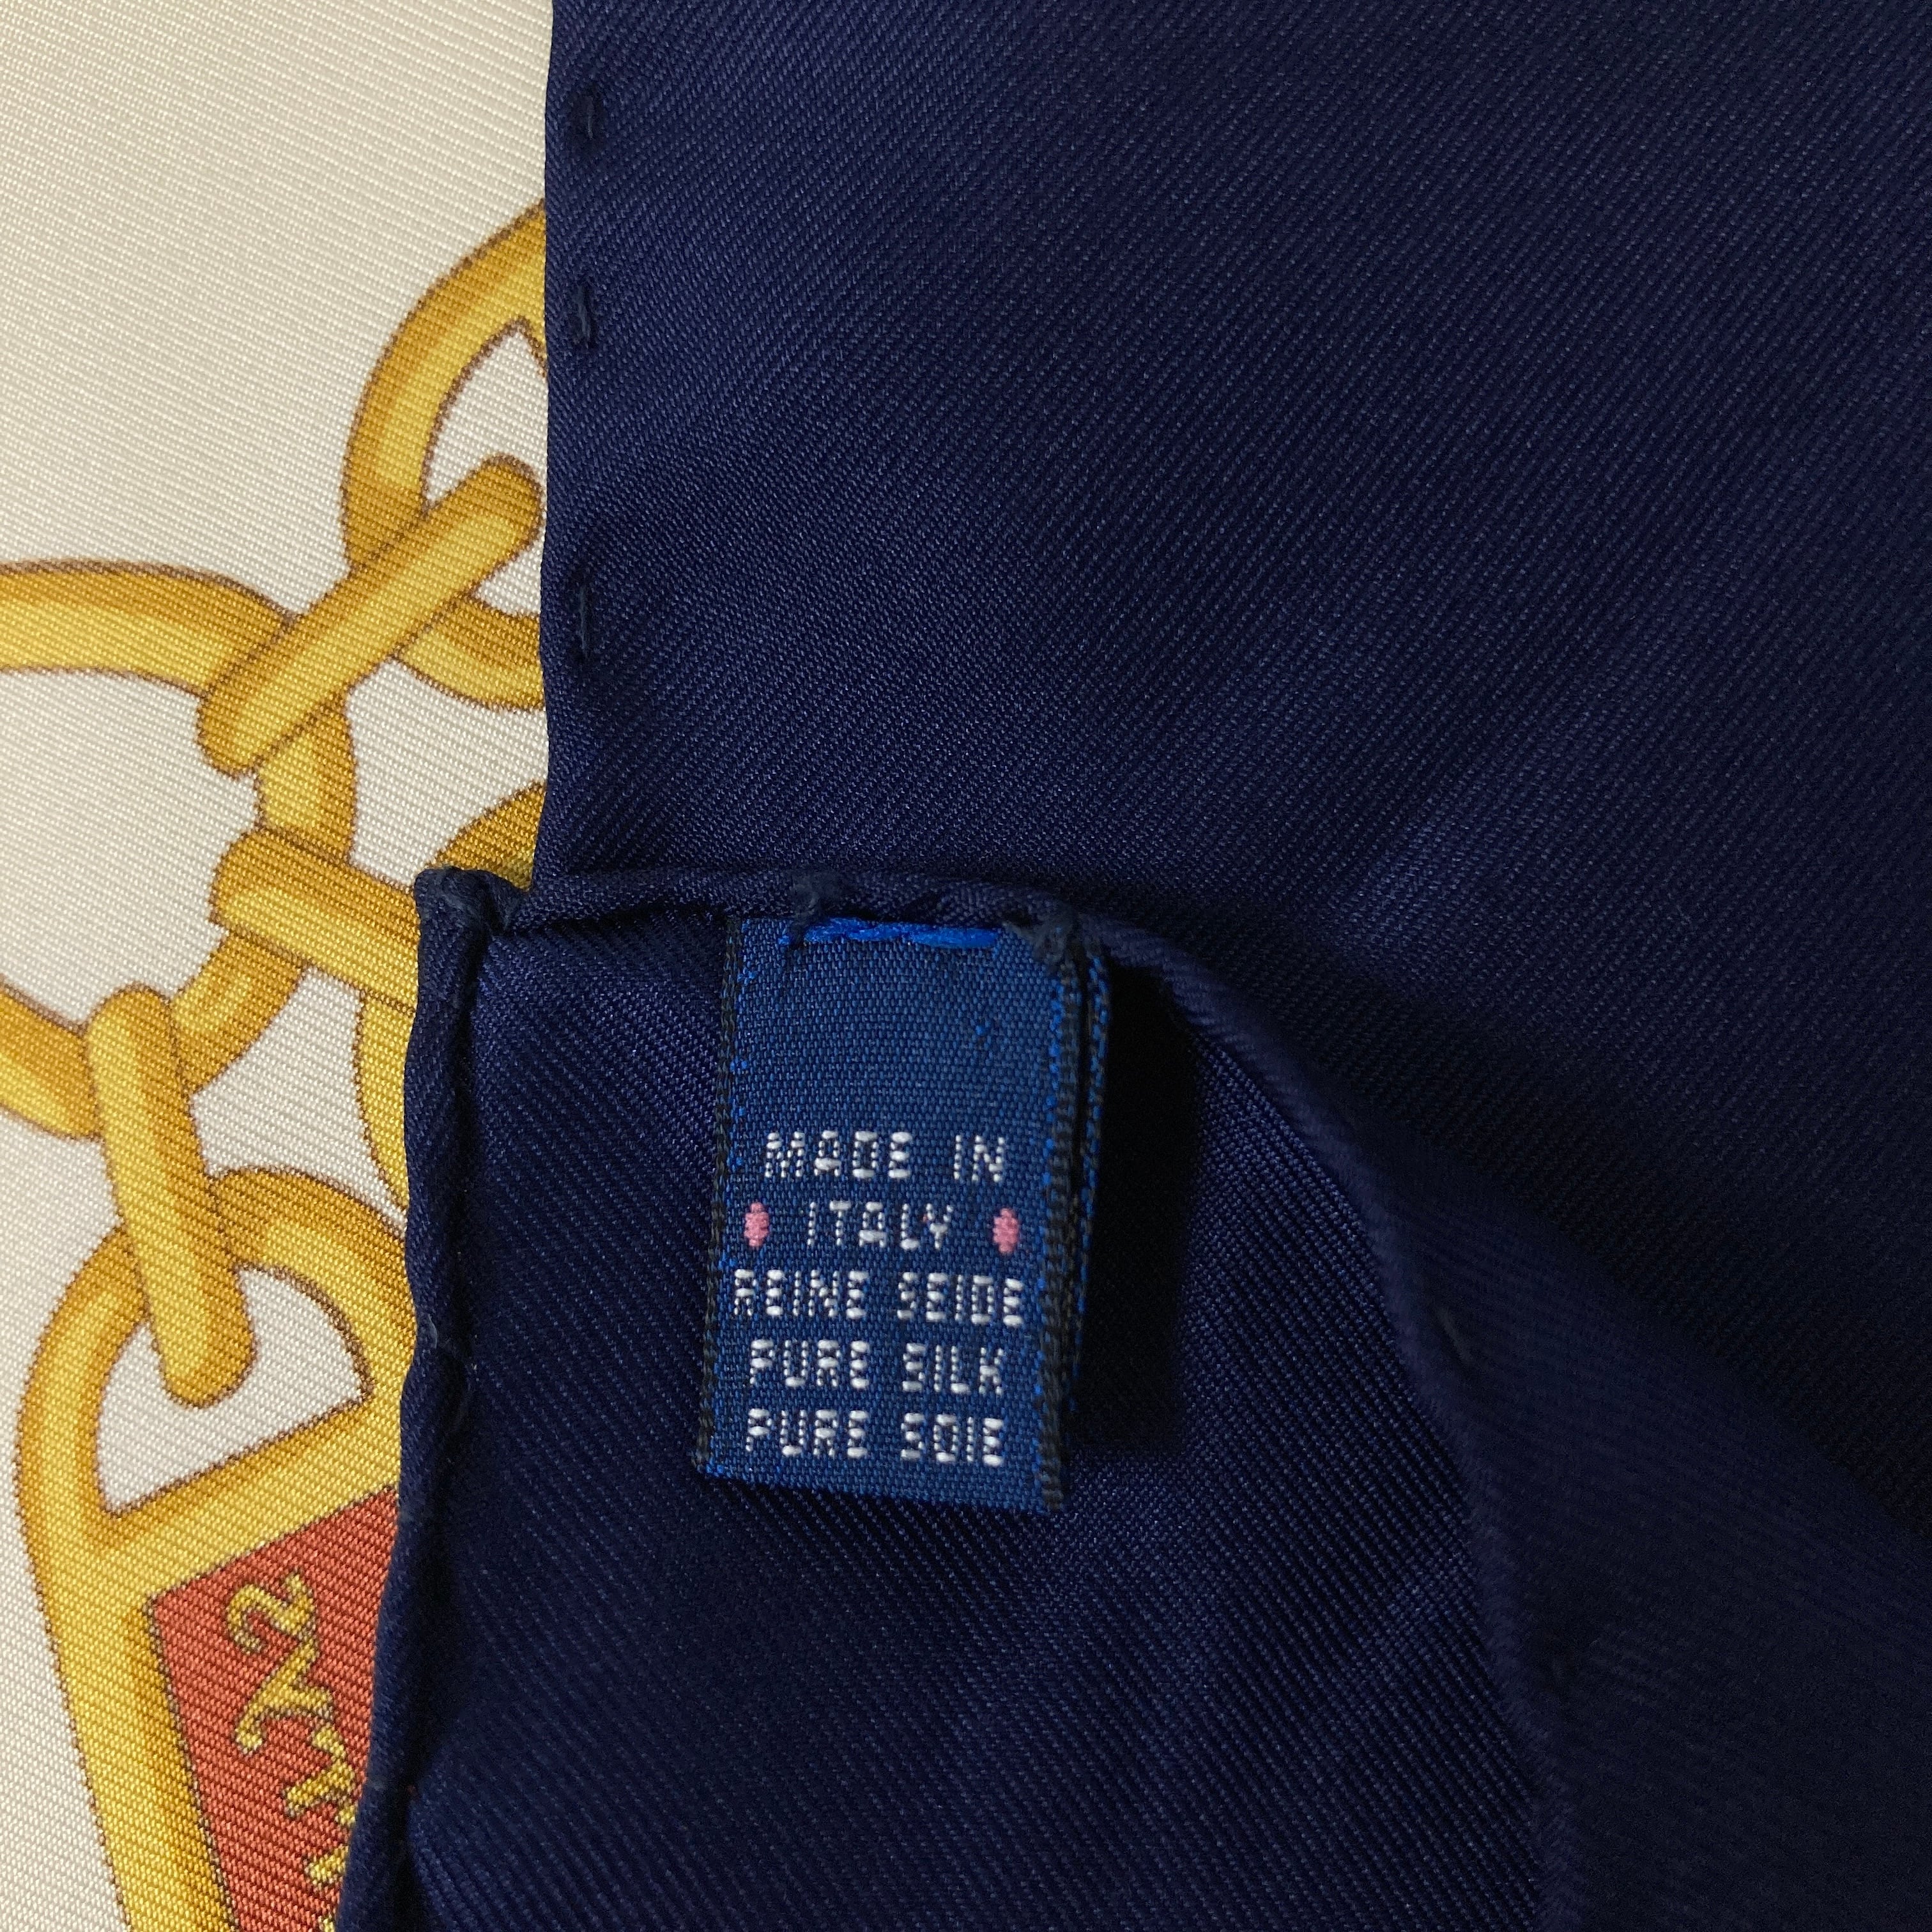 MADE IN
ITALY
REINE SEIDE
PURE SILK
PURE SOIE